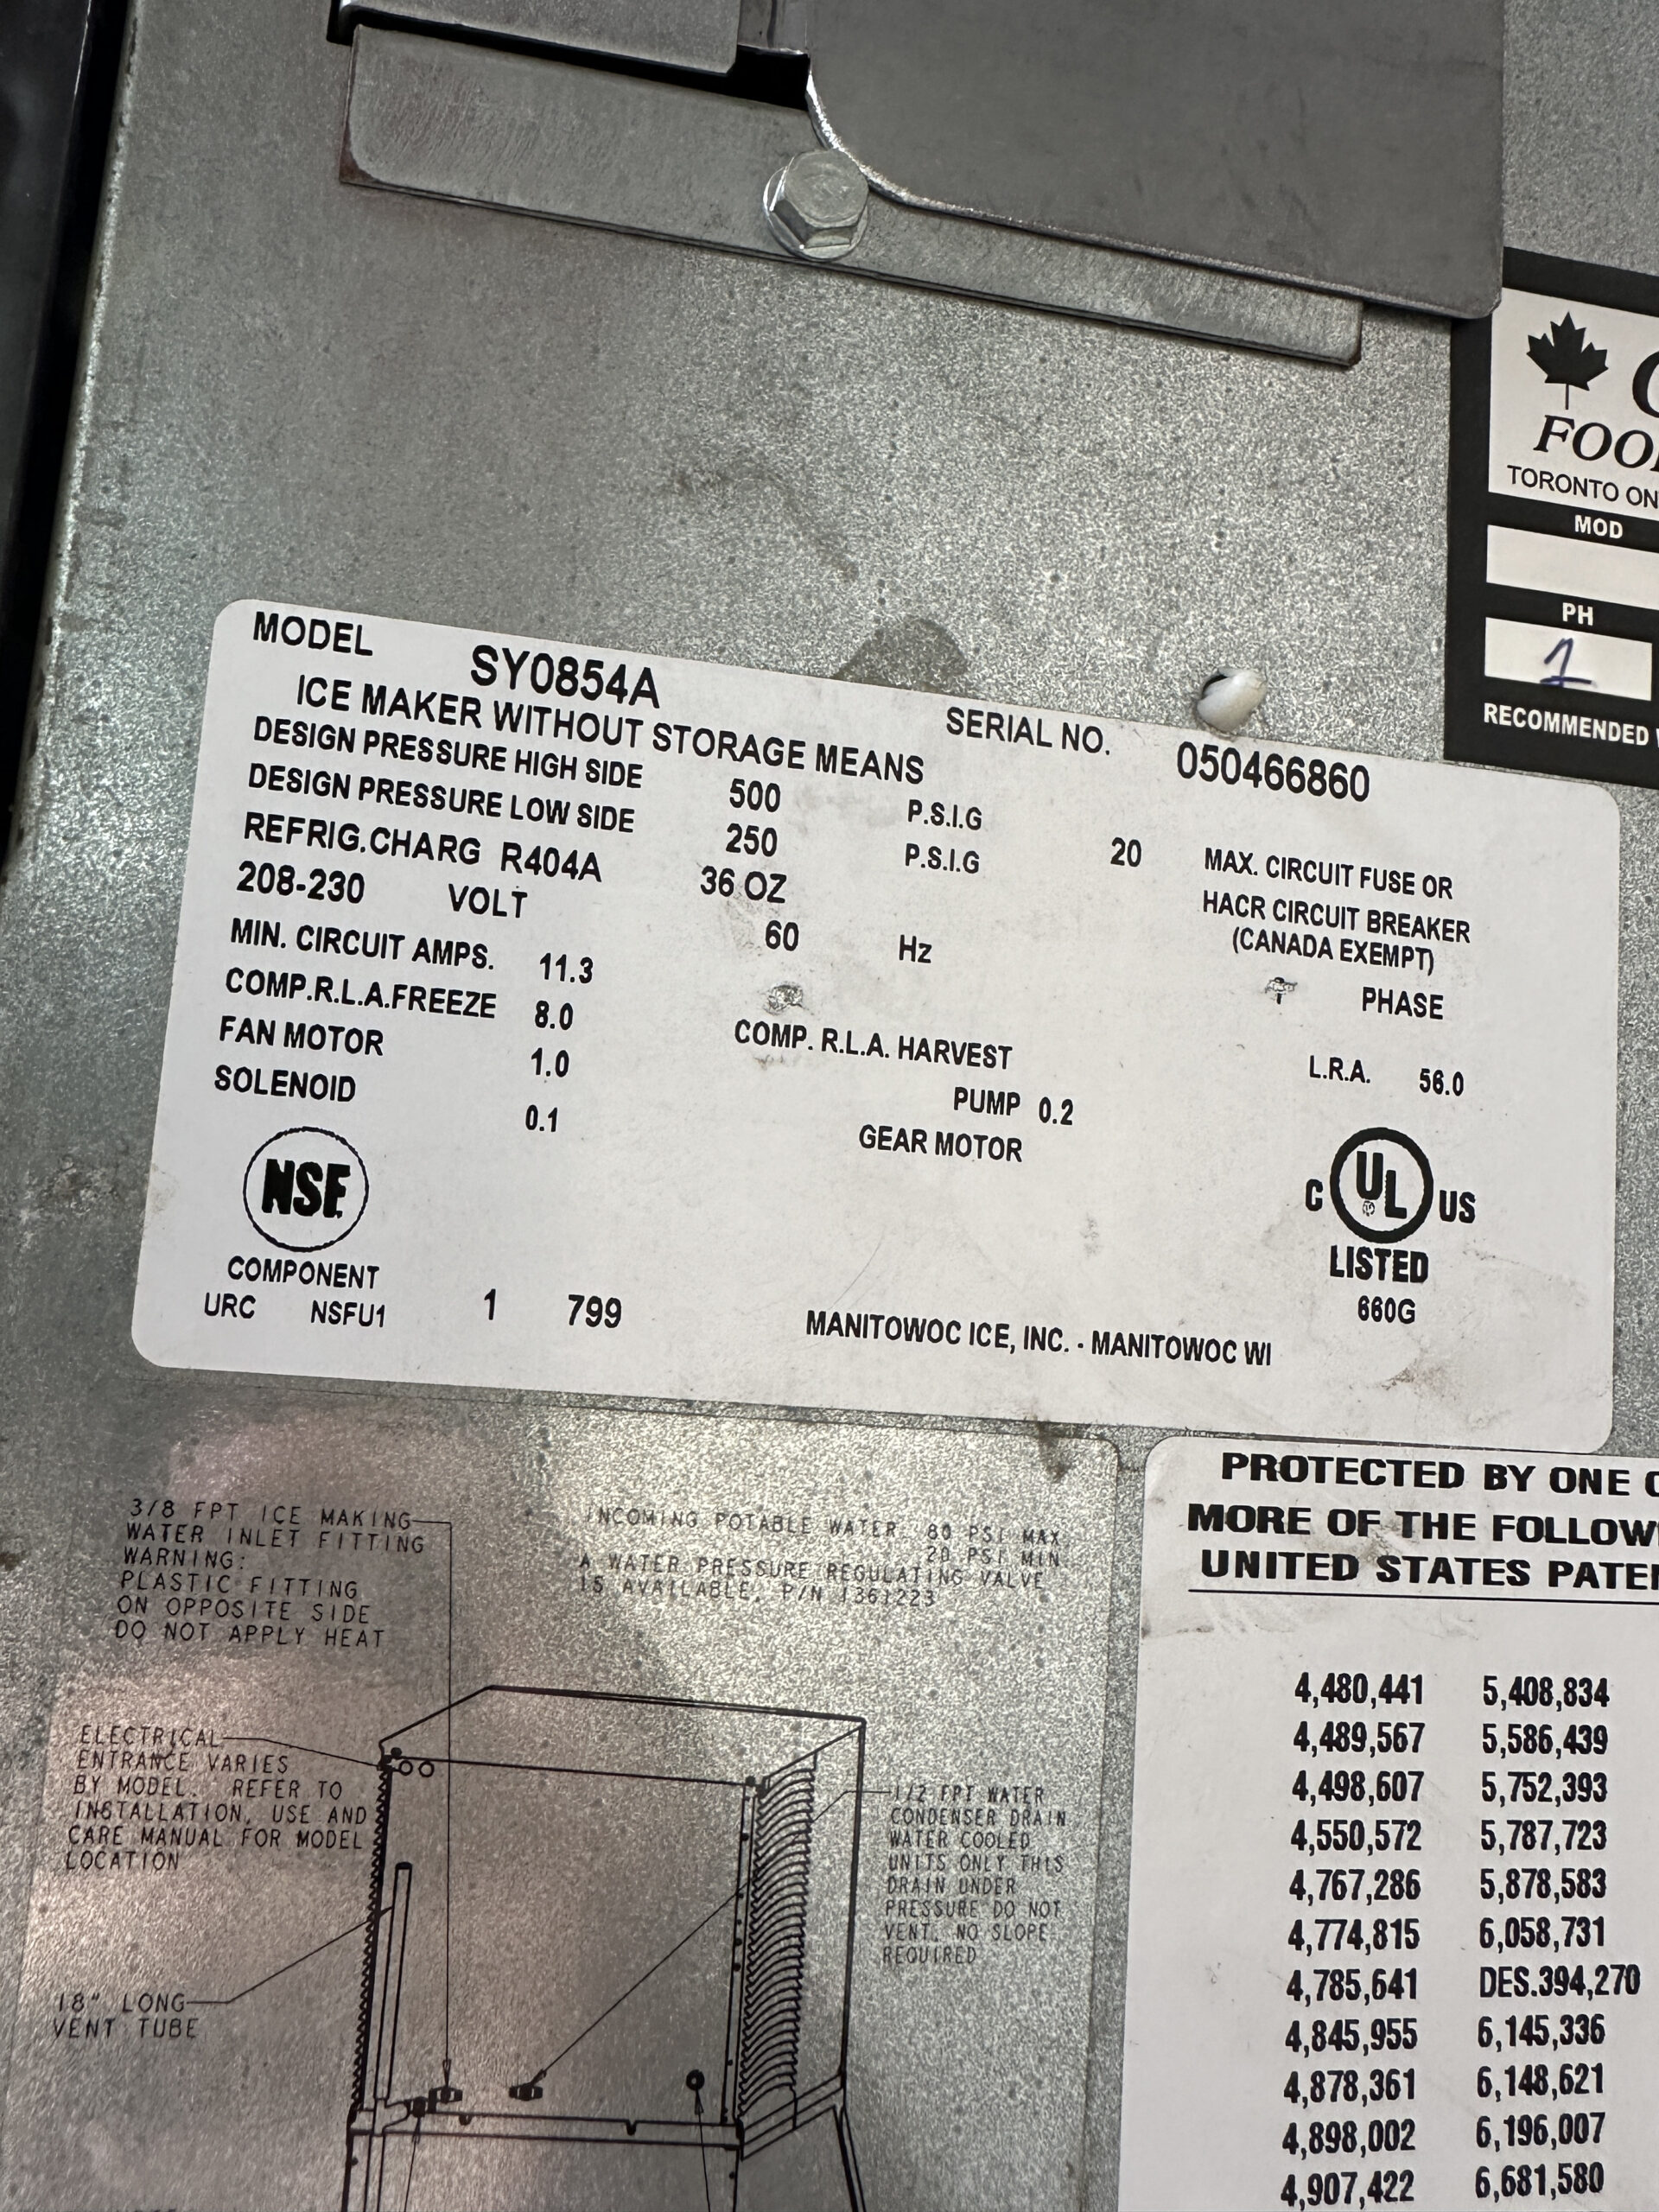 FOO
TORONTO ON
MOD
PH
1
RECOMMENDED
MODEL SY0854A SERIAL NO. 050466860
ICE MAKER WITHOUT STORAGE MEANS
DESIGN PRESSURE HIGH SIDE 500 P.S.I.G 20 MAX. CIRCUIT FUSE OR
DESIGN PRESSURE LOW SIDE 250 P.S.I.G HACR CIRCUIT BREAKER
REFRIG.CHARG R404A 36 OZ (CANADA EXEMPT)
208-230 VOLT 60 Hz PHASE
MIN. CIRCUIT AMPS. 11.3
COMP.R.L.A.FREEZE 8.0 COMP. R.L.A. HARVEST L.R.A. 56.0
FAN MOTOR 1.0 PUMP 0.2
SOLENOID 0.1 GEAR MOTOR
NSF
C UL US
COMPONENT
LISTED
URC NSFU1 1 799
660G
MANITOWOC ICE, INC. - MANITOWOC WI
3/8 FPT ICE MAKING
WATER INLET FITTING
WARNING:
PLASTIC FITTING
ON OPPOSITE SIDE
DO NOT APPLY HEAT
INCOMING POTABLE WATER, 80 PSI MAX
20 PSI MIN
A WATER PRESSURE REGULATING VALVE
IS AVAILABLE, P/N 1361223
ELECTRICAL
ENTRANCE VARIES
BY MODEL. REFER TO
INSTALLATION, USE AND
CARE MANUAL FOR MODEL
LOCATION
1/2 FPT WATER
CONDENSER DRAIN
WATER COOLED
UNITS ONLY THIS
DRAIN UNDER
PRESSURE DO NOT
VENT. NO SLOPE
REQUIRED
18" LONG
VENT TUBE
PROTECTED BY ONE
MORE OF THE FOLLOW
UNITED STATES PATE
4,480,441 5,408,834
4,489,567 5,586,439
4,498,607 5,752,393
4,550,572 5,787,723
4,767,286 5,878,583
4,774,815 6,058,731
4,785,641 DES.394,270
4,845,955 6,145,336
4,878,361 6,148,621
4,898,002 6,196,007
4,907,422 6,681,580